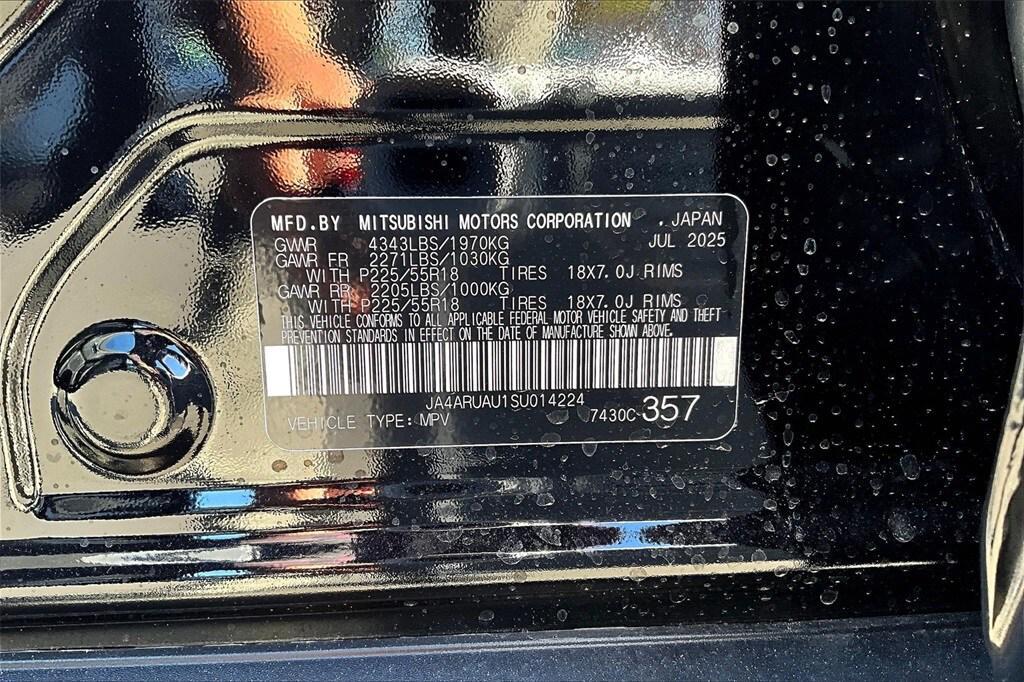 MFD.BY MITSUBISHI MOTORS CORPORATION . JAPAN
GWWR 4343LBS/1970KG JUL 2025
GAWR FR 2271LBS/1030KG
WITH P225/55R18 TIRES 18X7.0J RIMS
GAWR RR 2205LBS/1000KG
WITH P225/55R18 TIRES 18X7.0J RIMS
THIS VEHICLE CONFORMS TO ALL APPLICABLE FEDERAL MOTOR VEHICLE SAFETY AND THEFT
PREVENTION STANDARDS IN EFFECT ON THE DATE OF MANUFACTURE SHOWN ABOVE.
JA4ARUAU1SU014224
VEHICLE TYPE: MPV 7430C-357